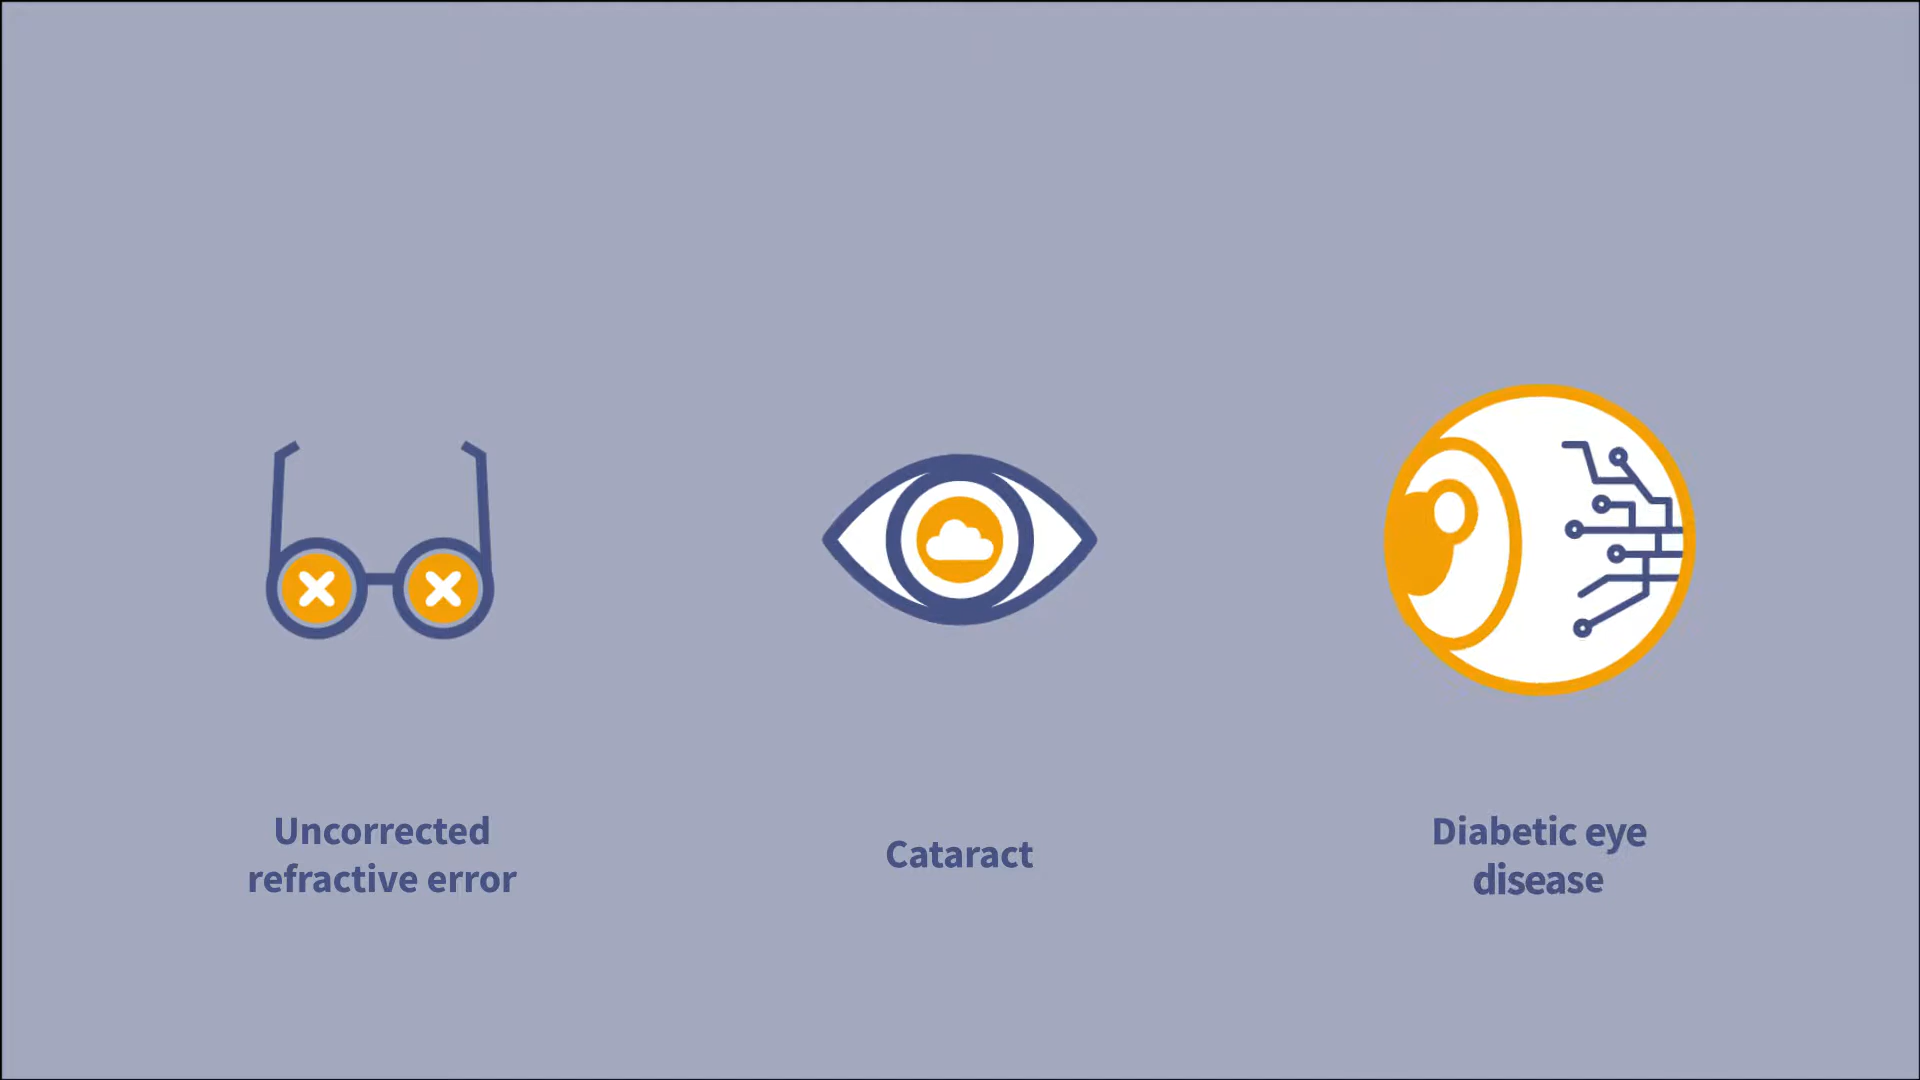 Uncorrected
refractive error
Cataract
Diabetic eye
disease